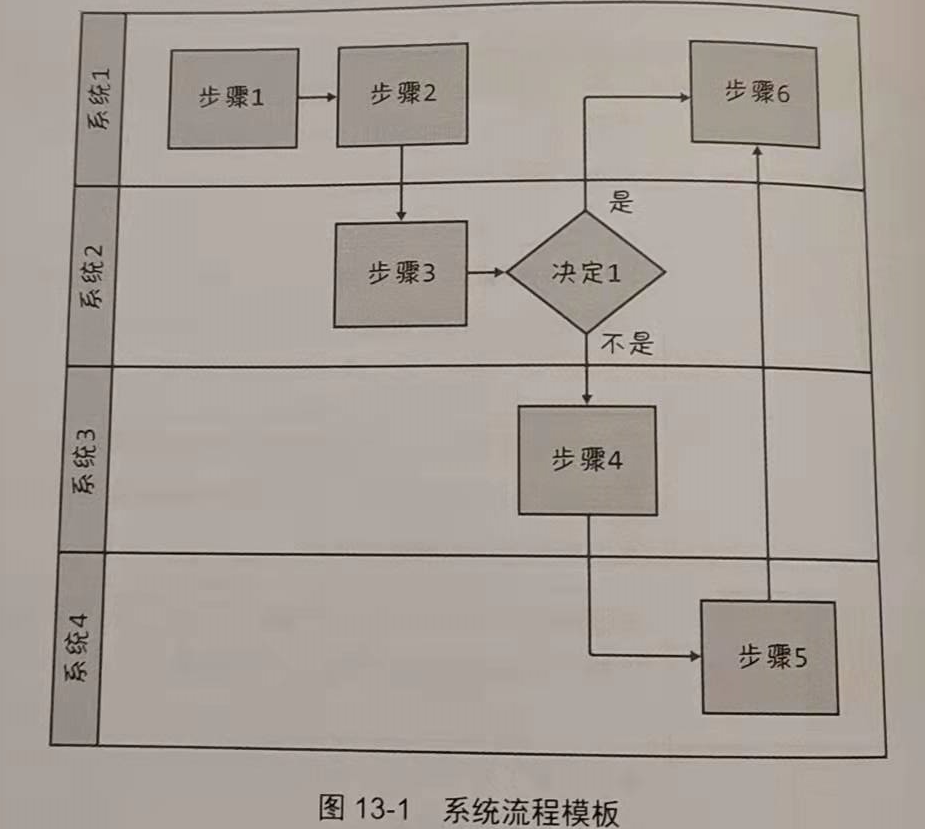 系统1
步骤1
步骤2
步骤6
系统2
步骤3
决定1
是
不是
系统3
步骤4
系统4
步骤5
图 13-1 系统流程模板